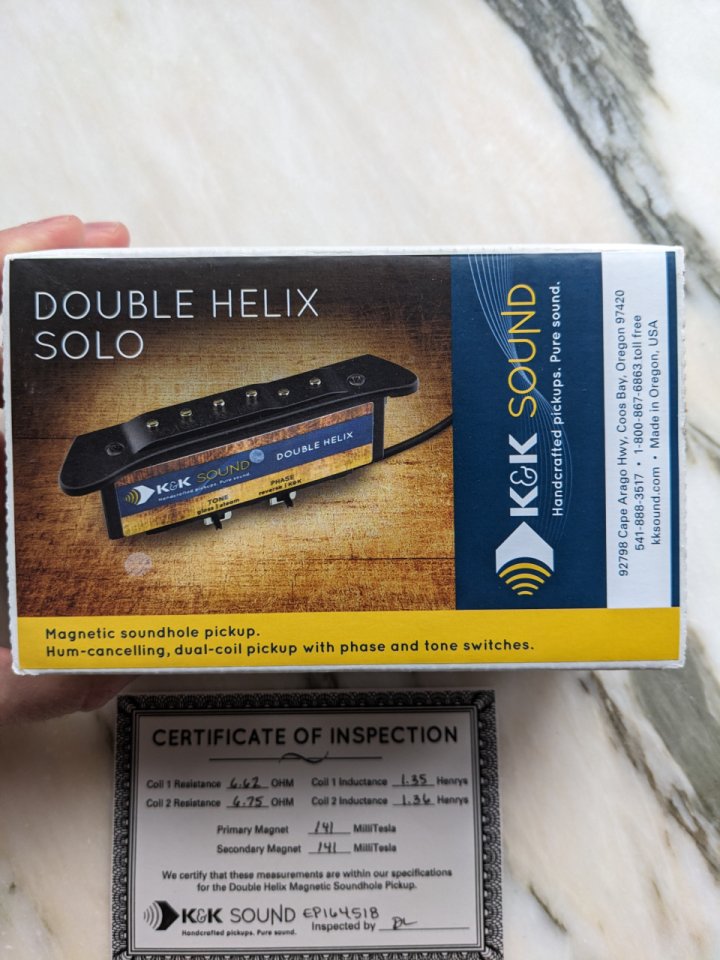 DOUBLE HELIX
SOLO
K&K SOUND
Handcrafted pickups. Pure sound.
DOUBLE HELIX
TONE
glass | steam
PHASE
reverse | K&K
K&K SOUND
Handcrafted pickups. Pure sound.
92798 Cape Arago Hwy, Coos Bay, Oregon 97420
541-888-3517 • 1-800-867-6863 toll free
kksound.com • Made in Oregon, USA
Magnetic soundhole pickup.
Hum-cancelling, dual-coil pickup with phase and tone switches.
CERTIFICATE OF INSPECTION
Coil 1 Resistance 6.62 OHM Coil 1 Inductance 1.35 Henrys
Coil 2 Resistance 6.75 OHM Coil 2 Inductance 1.36 Henrys
Primary Magnet 141 MilliTesla
Secondary Magnet 141 MilliTesla
We certify that these measurements are within our specifications
for the Double Helix Magnetic Soundhole Pickup.
K&K SOUND EP164518
Handcrafted pickups. Pure sound. Inspected by